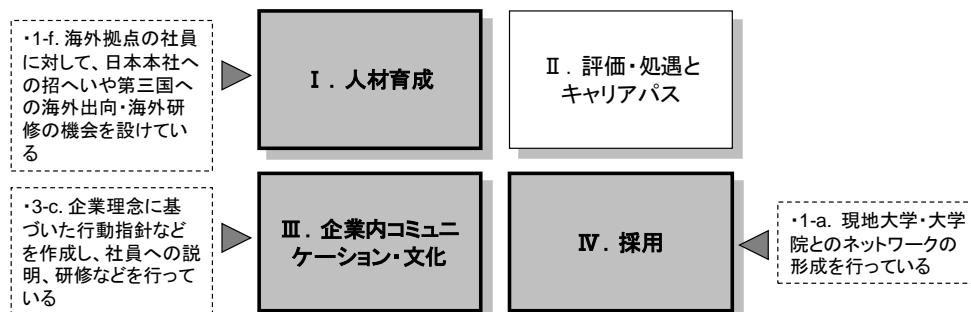 ・1-f. 海外拠点の社員
に対して、日本本社へ
の招へいや第三国へ
の海外出向・海外研
修の機会を設けてい
る
Ⅰ．人材育成
Ⅱ．評価・処遇と
キャリアパス
・3-c. 企業理念に基
づいた行動指針など
を作成し、社員への説
明、研修などを行って
いる
Ⅲ．企業内コミュニ
ケーション・文化
Ⅳ．採用
・1-a. 現地大学・大学
院とのネットワークの
形成を行っている